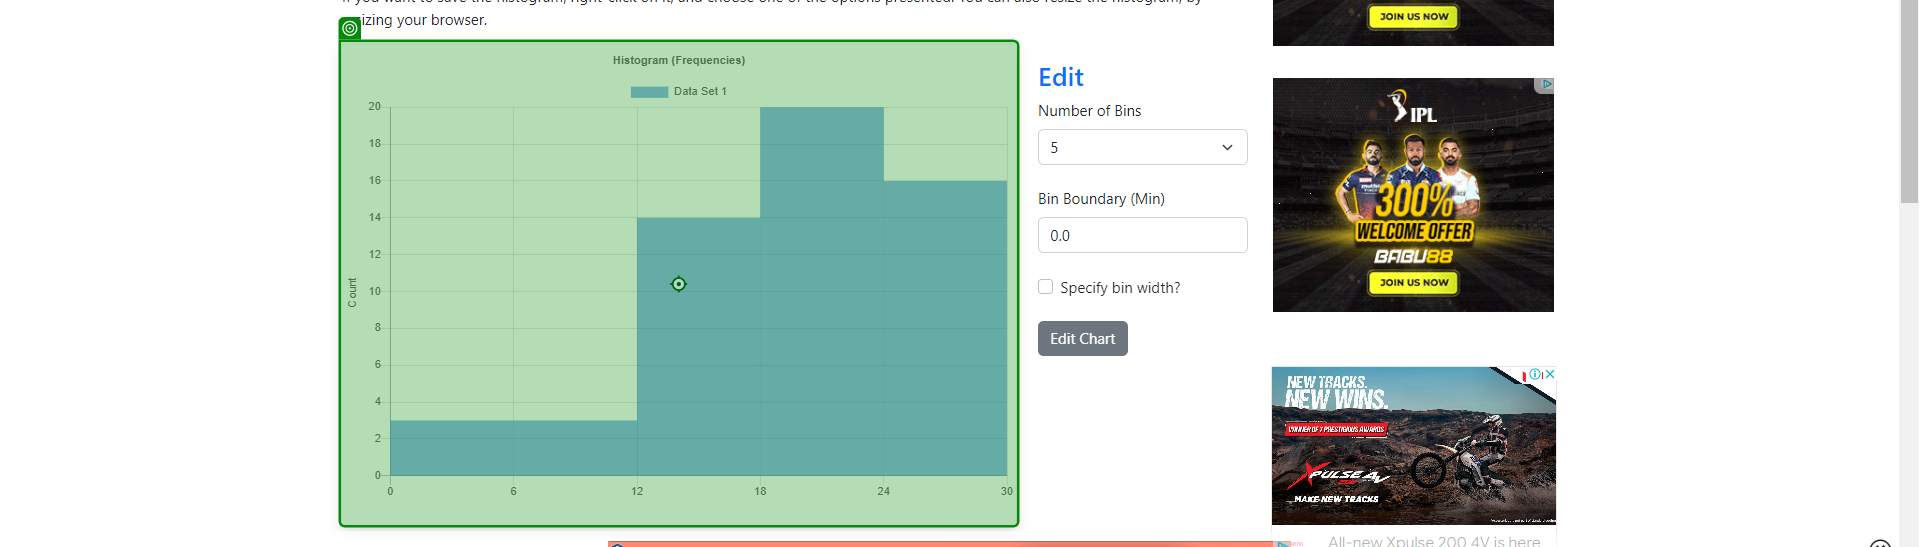 izing your browser.
Histogram (Frequencies)
Data Set 1
20
18
16
14
12
10
8
6
4
2
0
Count
0 6 12 18 24 30
Edit
Number of Bins
5
Bin Boundary (Min)
0.0
Specify bin width?
Edit Chart
JOIN US NOW
IPL
300%
WELCOME OFFER
BABU88
JOIN US NOW
NEW TRACKS.
NEW WINS.
WINNER OF 7 PRESTIGIOUS AWARDS
XPULSE 4V
MAKE NEW TRACKS
All-new Xpulse 200 4V is here